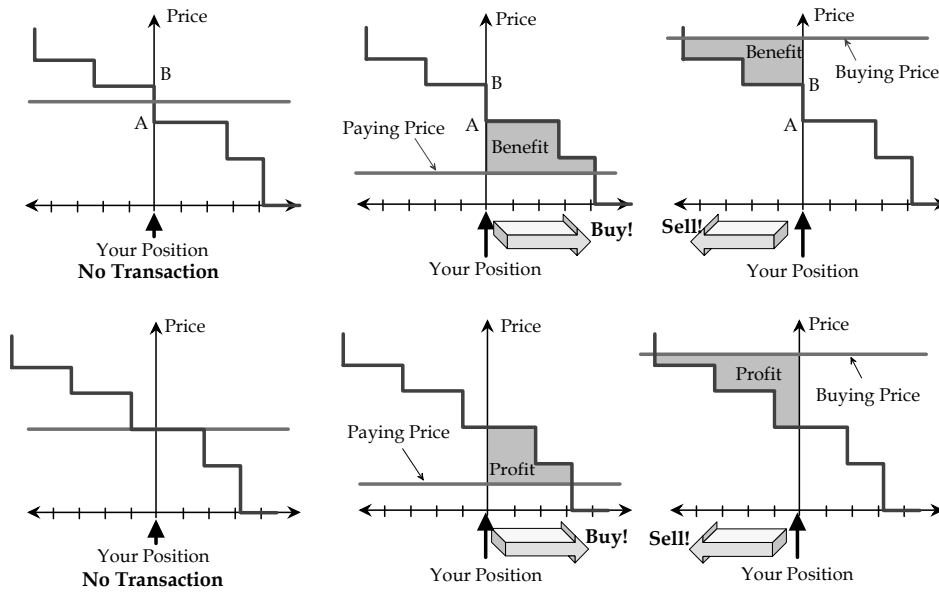 Price
B
A
Your Position
No Transaction
Price
B
A
Paying Price
Benefit
Buy!
Your Position
Price
Benefit
Buying Price
B
A
Sell!
Your Position
Price
Your Position
No Transaction
Price
Paying Price
Profit
Buy!
Your Position
Price
Profit
Buying Price
Sell!
Your Position